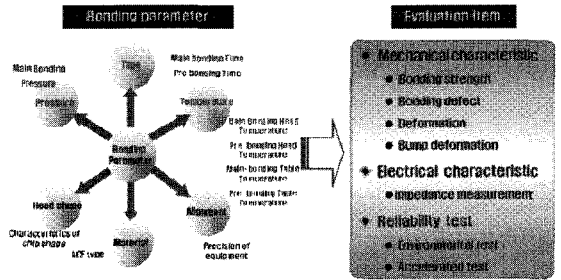 Bonding parameter
Evaluation item
Main Bonding
Pressure
Pressure
Time
Main Bonding Time
Pre bonding Time
Temperature
Main Bonding Head
Temperature
Pre bonding Head
Temperature
Main- bonding Table
Temperature
Pre- bonding Table
Temperature
Bonding
Parameter
Head shape
Characteristics of
chip shape
Material
ACF type
Alignment
Precision of
equipment
Mechanical characteristic
Bonding strength
Bonding defect
Deformation
Bump deformation
Electrical characteristic
Impedance measurement
Reliability test
Environmental test
Accelerated test